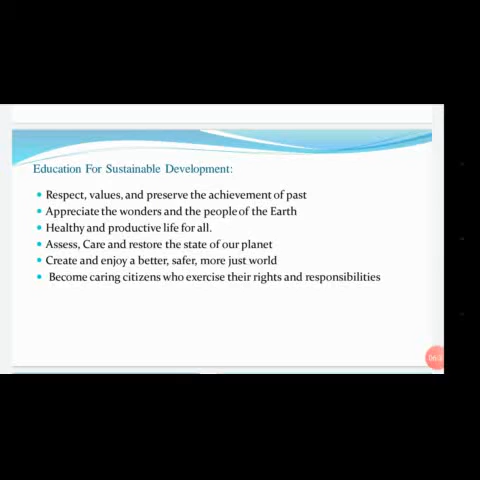 Education For Sustainable Development:
• Respect, values, and preserve the achievement of past
• Appreciate the wonders and the people of the Earth
• Healthy and productive life for all.
• Assess, Care and restore the state of our planet
• Create and enjoy a better, safer, more just world
• Become caring citizens who exercise their rights and responsibilities